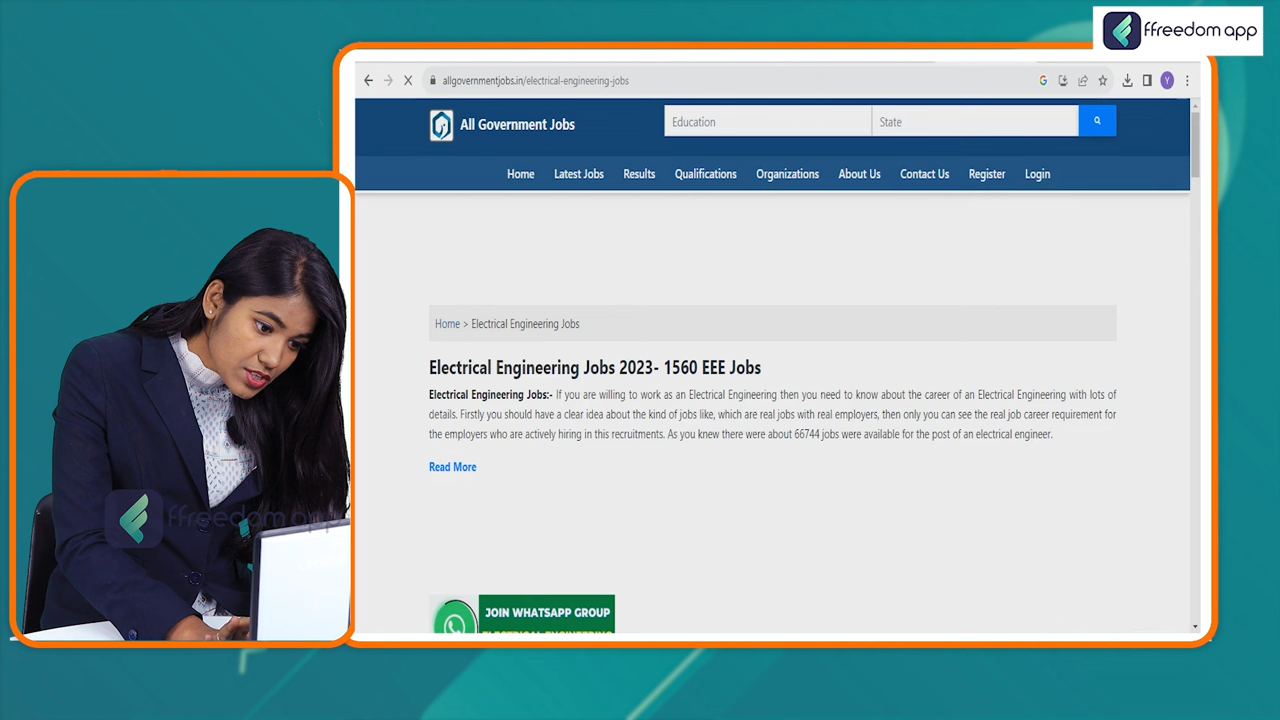 ffreedom app
allgovernmentjobs.in/electrical-engineering-jobs
Y
All Government Jobs
Education
State
Home
Latest Jobs
Results
Qualifications
Organizations
About Us
Contact Us
Register
Login
Home > Electrical Engineering Jobs
Electrical Engineering Jobs 2023- 1560 EEE Jobs
Electrical Engineering Jobs:- If you are willing to work as an Electrical Engineering then you need to know about the career of an Electrical Engineering with lots of
details. Firstly you should have a clear idea about the kind of jobs like, which are real jobs with real employers, then only you can see the real job career requirement for
the employers who are actively hiring in this recruitments. As you knew there were about 66744 jobs were available for the post of an electrical engineer.
Read More
ffreedom app
JOIN WHATSAPP GROUP
ELECTRICAL ENGINEERING